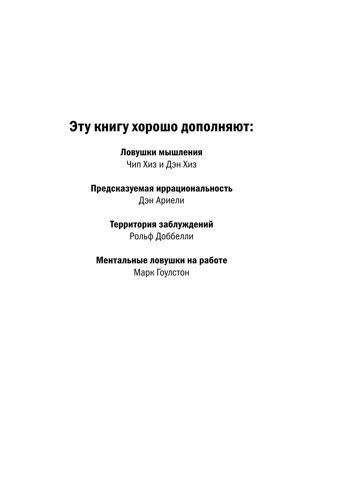 Эту книгу хорошо дополняют:
Ловушки мышления
Чип Хиз и Дэн Хиз
Предсказуемая иррациональность
Дэн Ариели
Территория заблуждений
Рольф Доббелли
Ментальные ловушки на работе
Марк Гоулстон